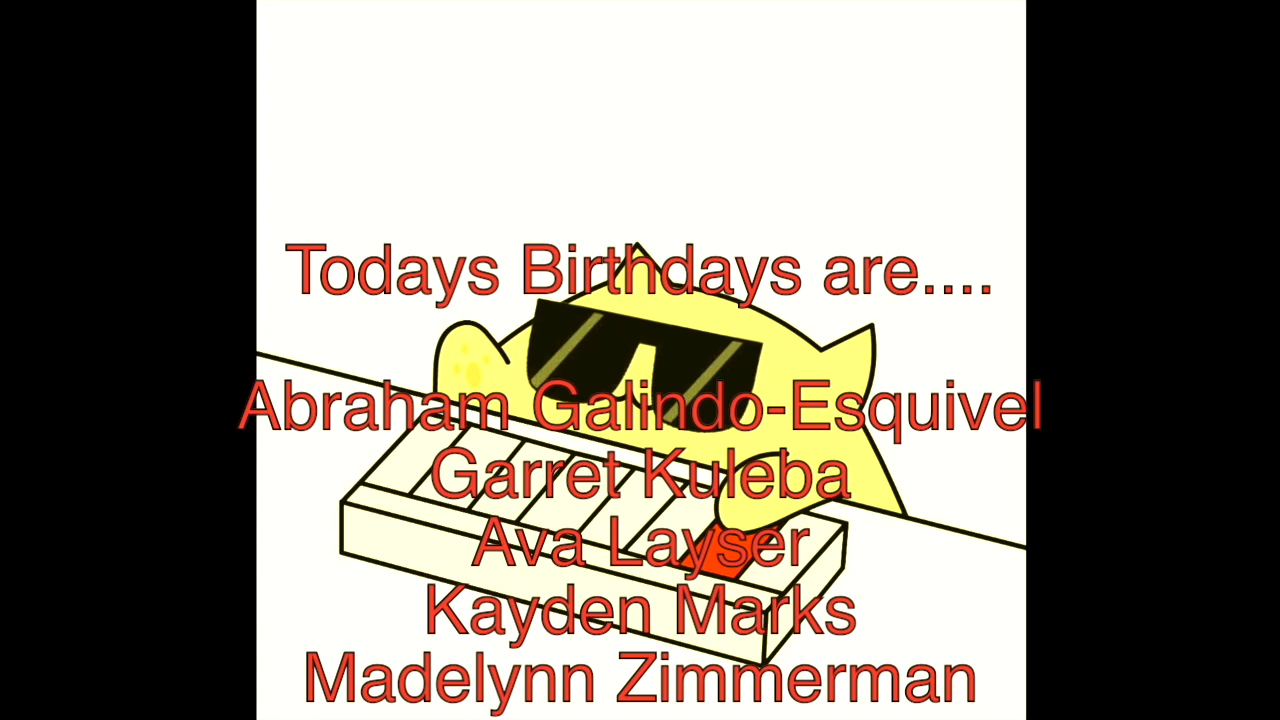 Todays Birthdays are....
Abraham Galindo-Esquivel
Garret Kuleba
Ava Layser
Kayden Marks
Madelynn Zimmerman